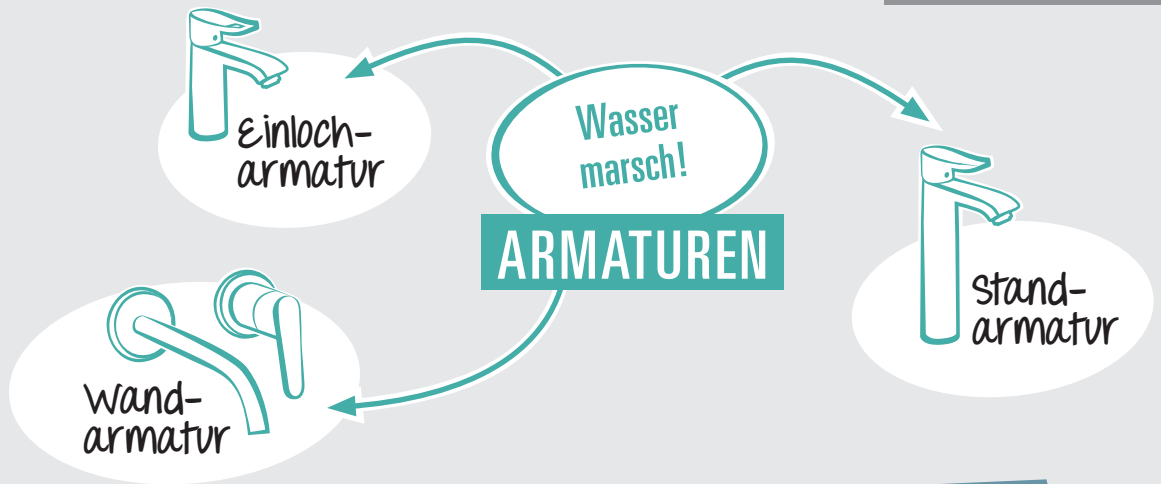 Einloch-
armatur
Wasser
marsch!
ARMATUREN
Stand-
armatur
Wand-
armatur